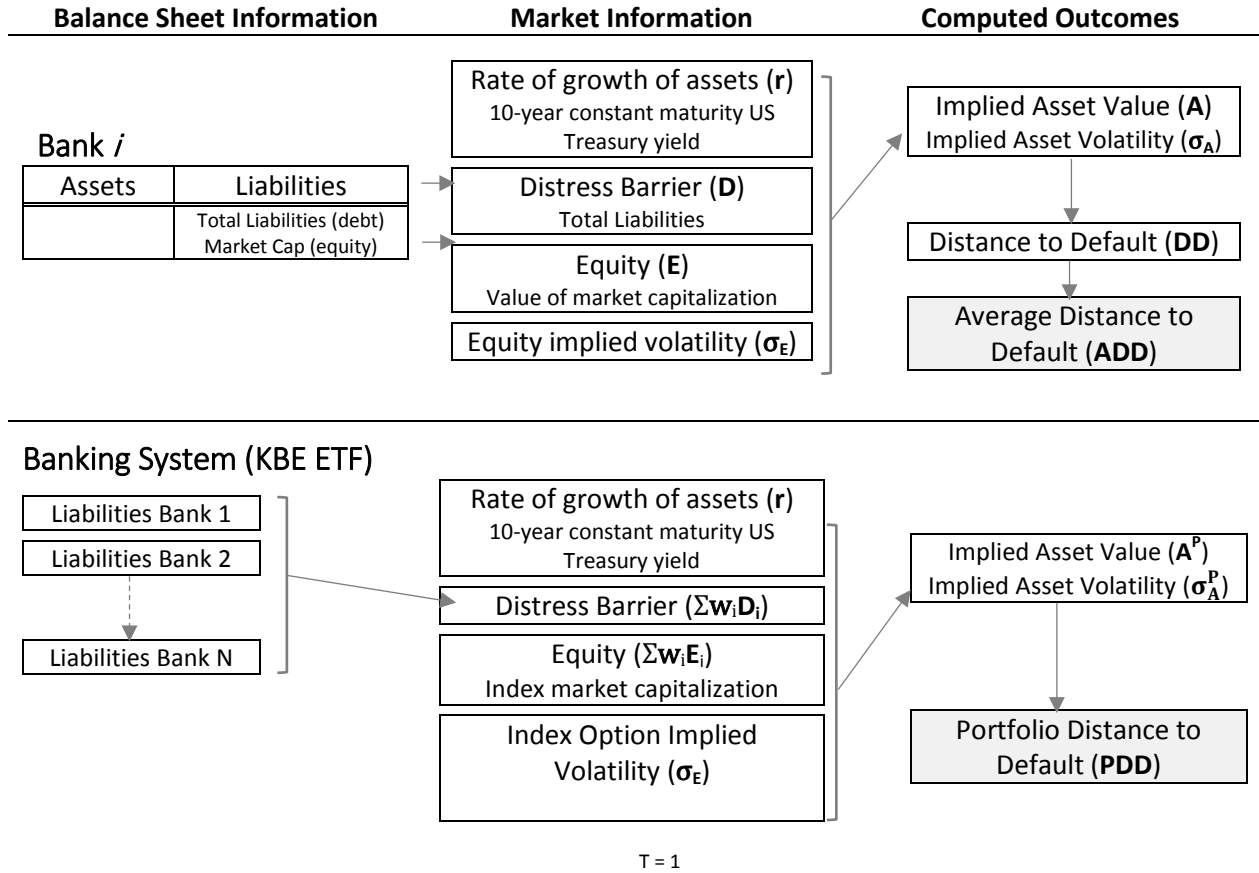 Balance Sheet Information
Market Information
Computed Outcomes
Bank i
Assets
Liabilities
Total Liabilities (debt)
Market Cap (equity)
Rate of growth of assets (r)
10-year constant maturity US
Treasury yield
Distress Barrier (D)
Total Liabilities
Equity (E)
Value of market capitalization
Equity implied volatility (σE)
Implied Asset Value (A)
Implied Asset Volatility (σA)
Distance to Default (DD)
Average Distance to
Default (ADD)
Banking System (KBE ETF)
Liabilities Bank 1
Liabilities Bank 2
Liabilities Bank N
Rate of growth of assets (r)
10-year constant maturity US
Treasury yield
Distress Barrier (ΣwiDi)
Equity (ΣwiEi)
Index market capitalization
Index Option Implied
Volatility (σE)
Implied Asset Value (A^P)
Implied Asset Volatility (σ_A^P)
Portfolio Distance to
Default (PDD)
T = 1